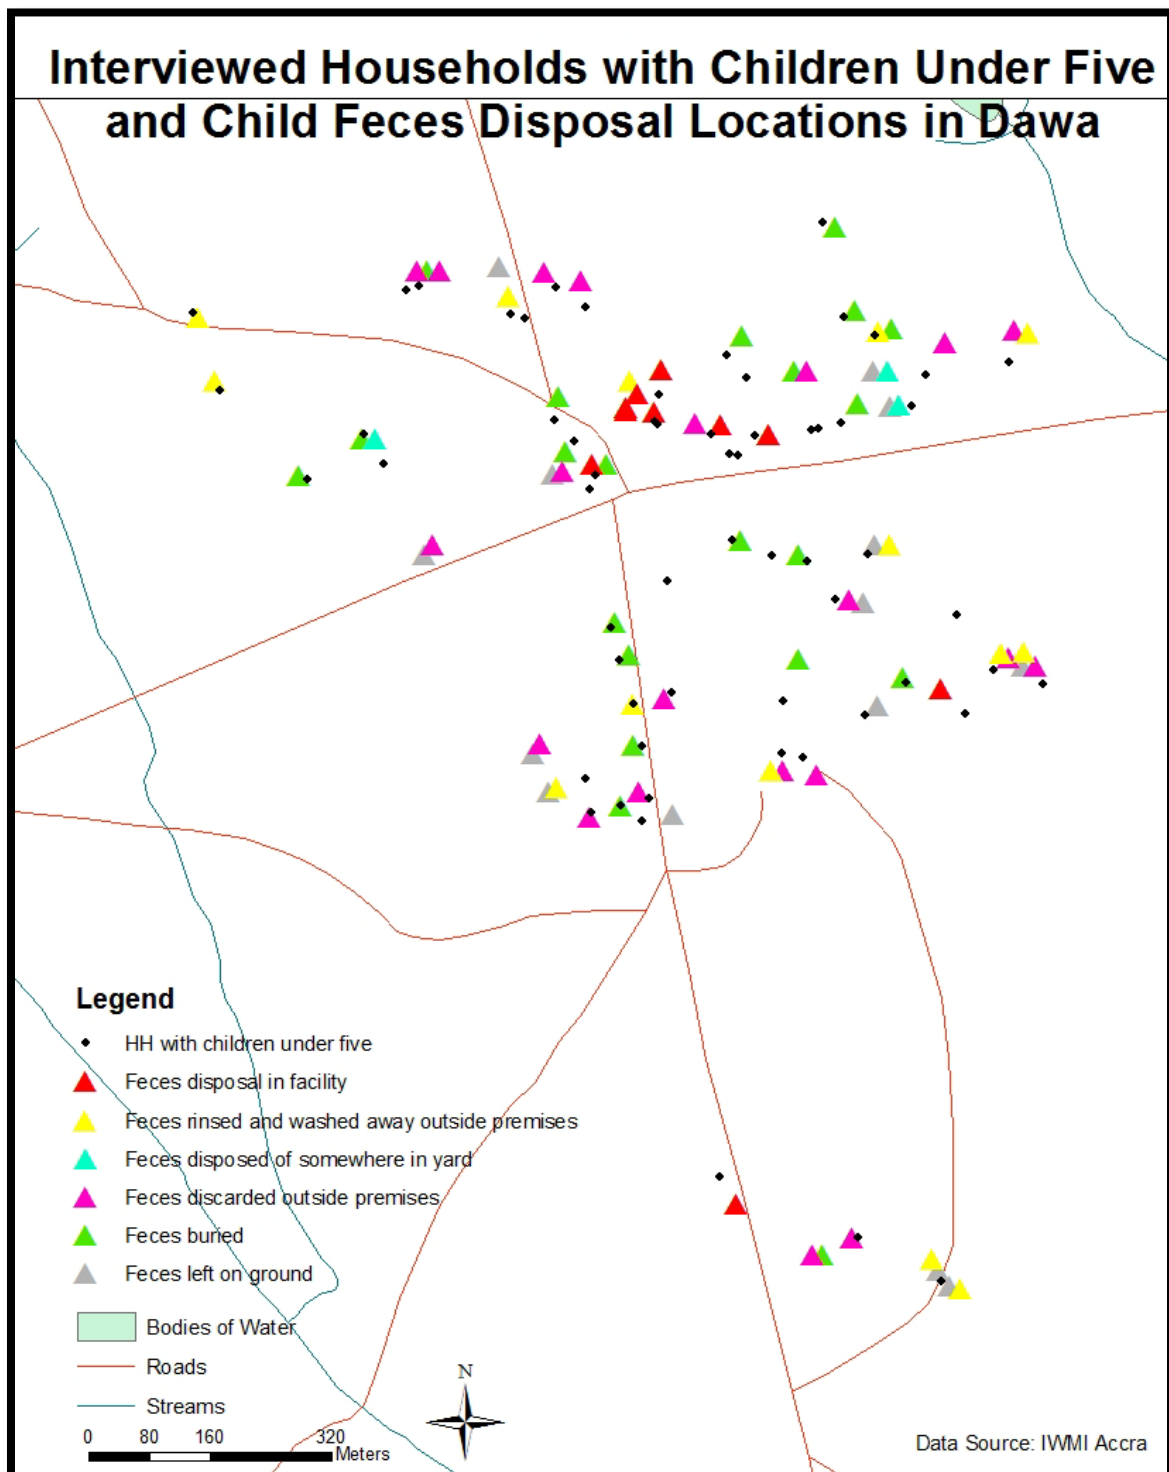 Interviewed Households with Children Under Five
and Child Feces Disposal Locations in Dawa
Legend
HH with children under five
Feces disposal in facility
Feces rinsed and washed away outside premises
Feces disposed of somewhere in yard
Feces discarded outside premises
Feces buried
Feces left on ground
Bodies of Water
Roads
Streams
0 80 160 320
Meters
N
Data Source: IWMI Accra